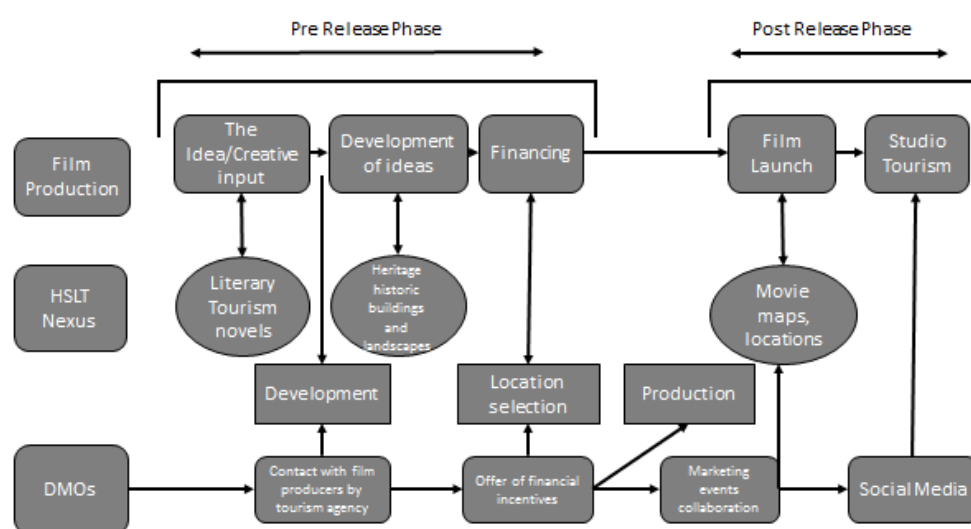 Pre Release Phase
Post Release Phase
Film
Production
The
Idea/Creative
input
Development
of ideas
Financing
Film
Launch
Studio
Tourism
HSLT
Nexus
Literary
Tourism
novels
Heritage
historic
buildings
and
landscapes
Movie
maps,
locations
Development
Location
selection
Production
DMOs
Contact with film
producers by
tourism agency
Offer of financial
incentives
Marketing
events
collaboration
Social Media